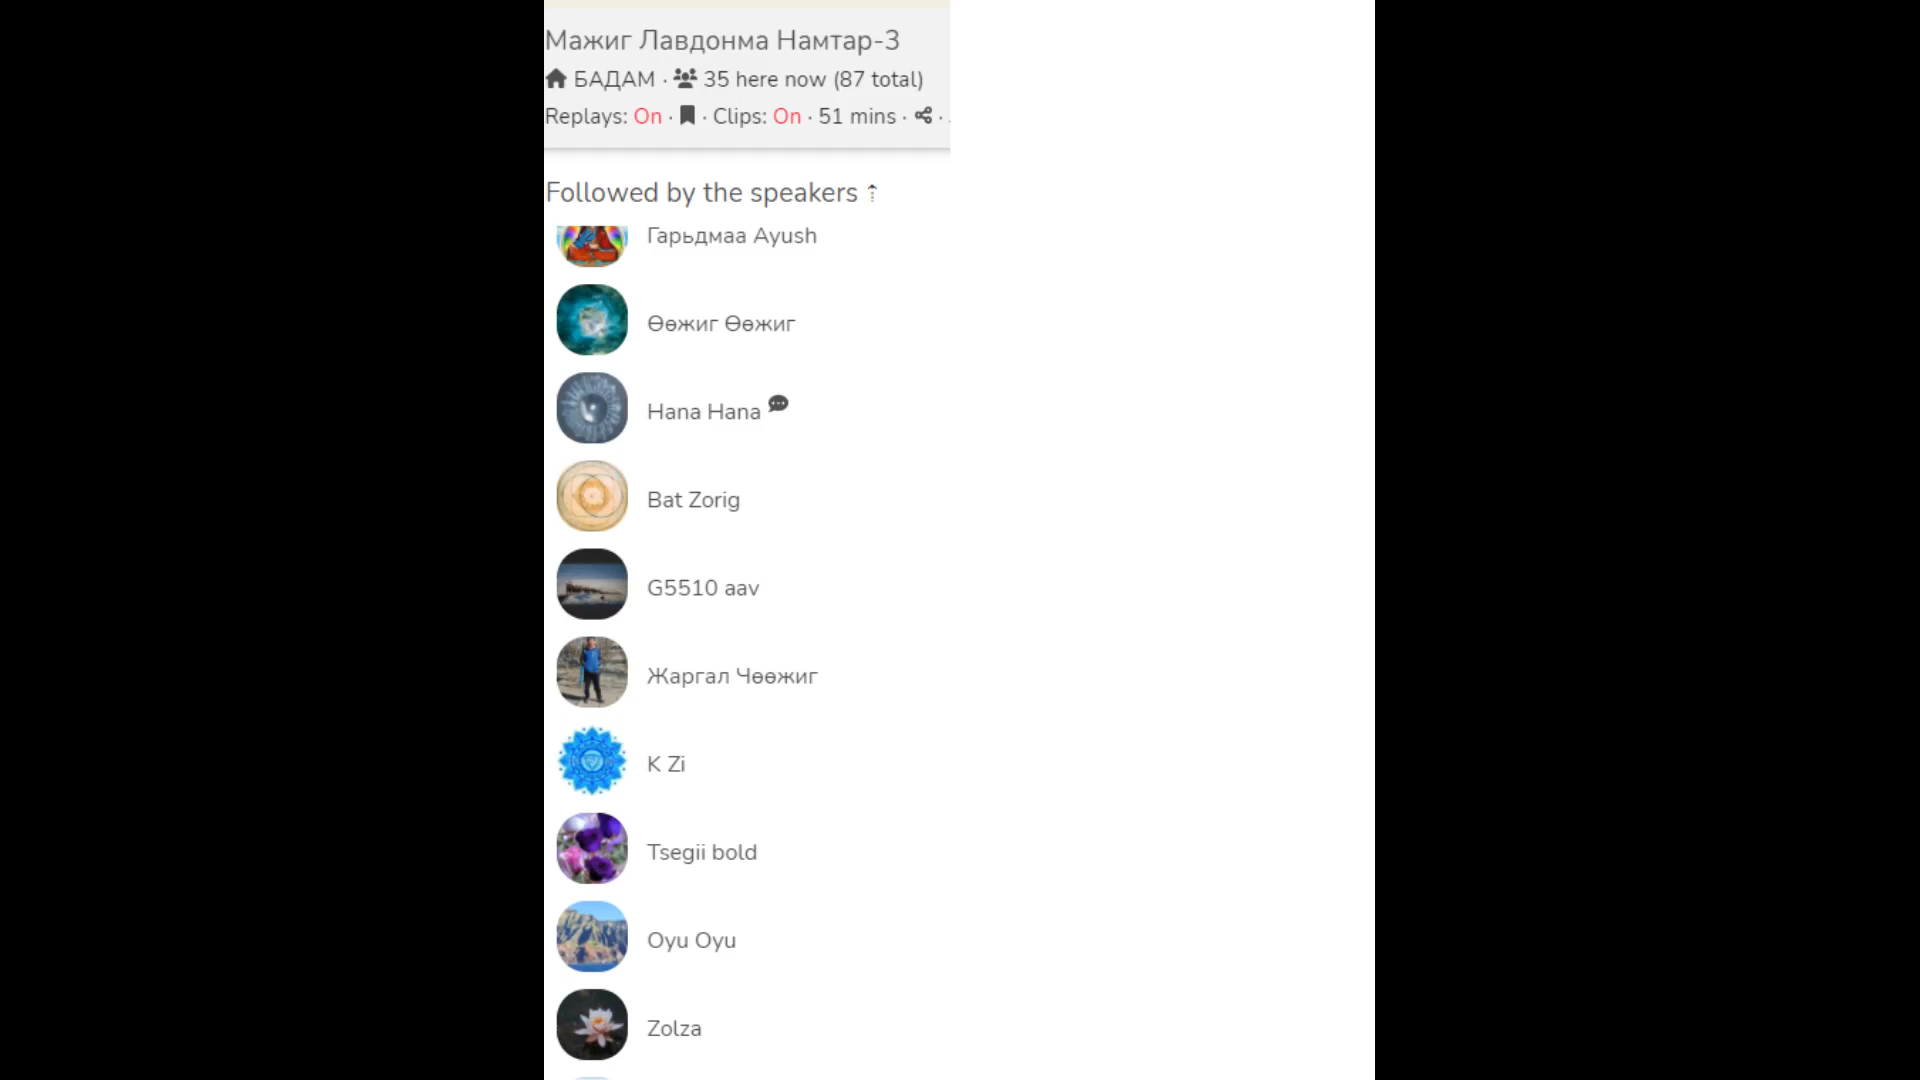 Мажиг Лавдонма Намтар-3
БАДАМ · 35 here now (87 total)
Replays: On · · Clips: On · 51 mins · ·
Followed by the speakers
Гарьдмаа Ayush
Өөжиг Өөжиг
Hana Hana
Bat Zorig
G5510 aav
Жаргал Чөөжиг
K Zi
Tsegii bold
Oyu Oyu
Zolza